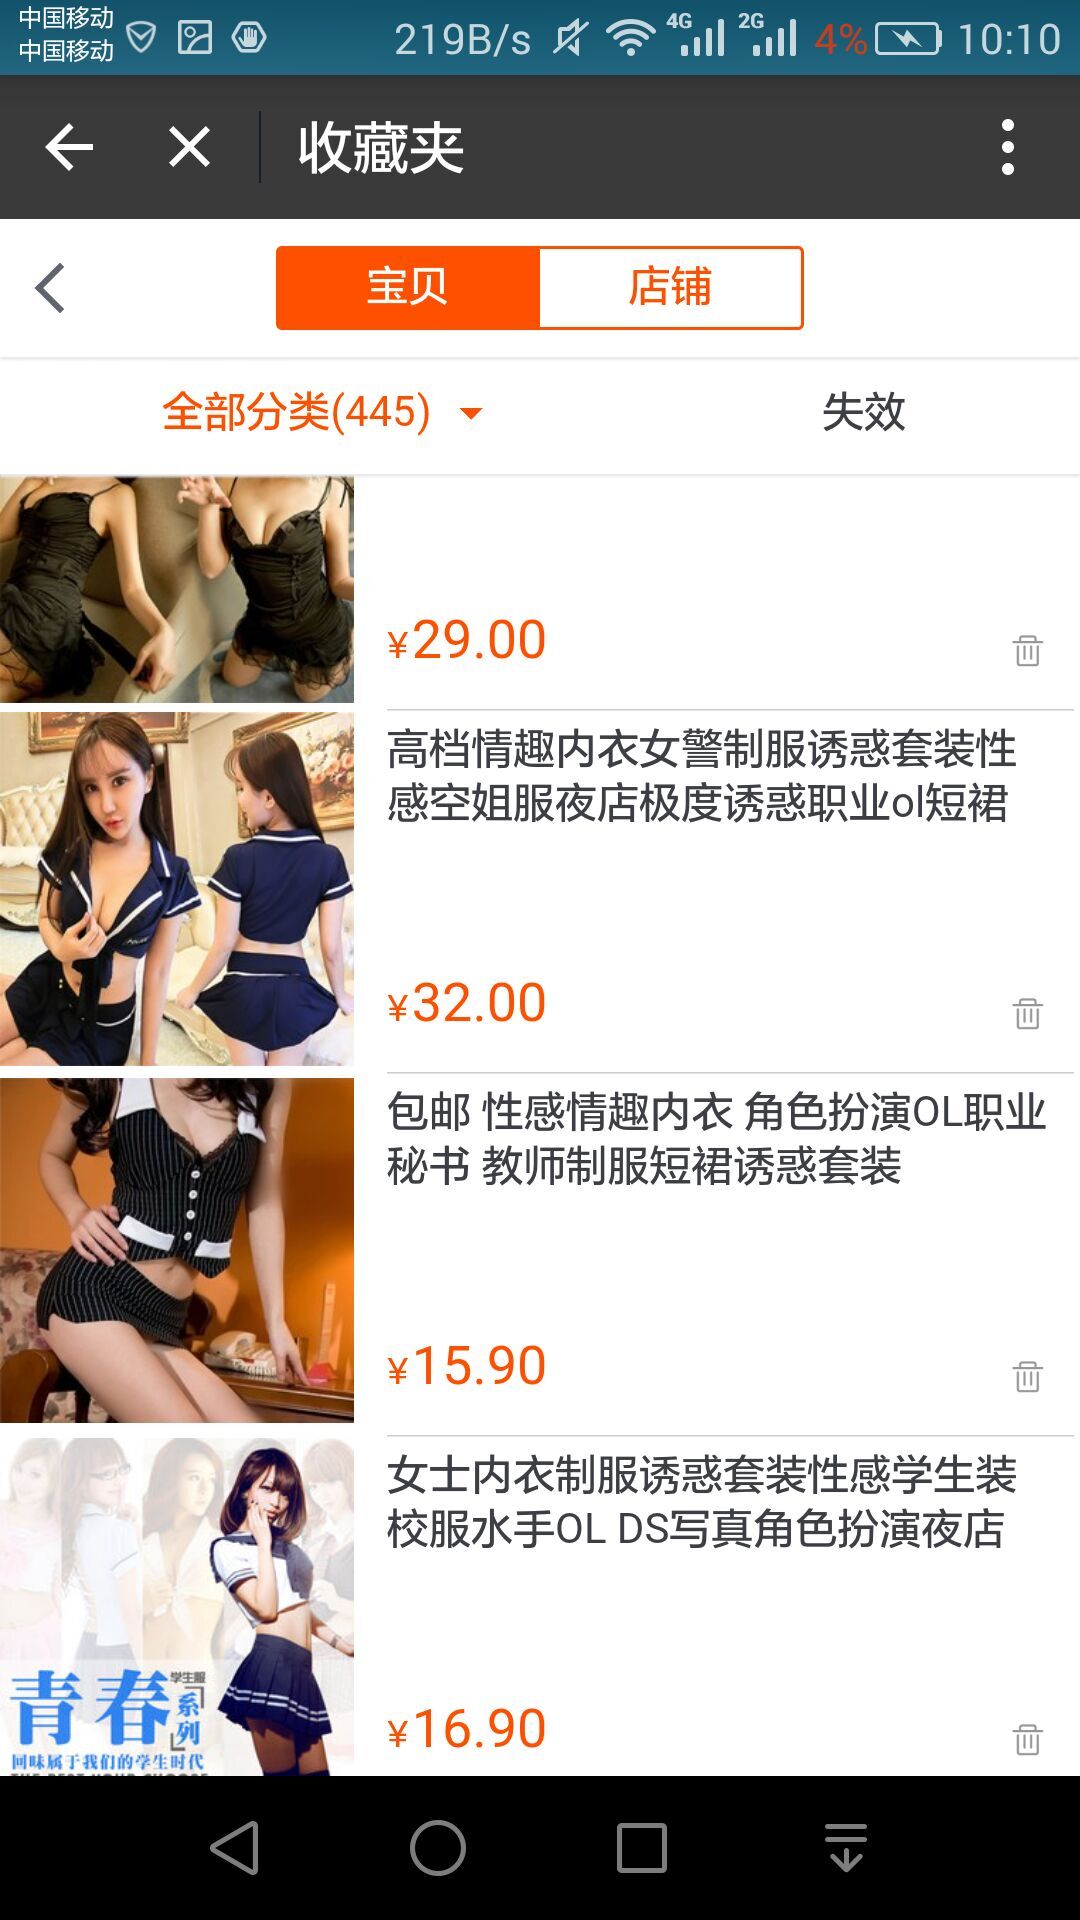 中国移动
中国移动
219B/s
4G
2G
4%
10:10
收藏夹
宝贝
店铺
全部分类(445)
失效
¥29.00
高档情趣内衣女警制服诱惑套装性
感空姐服夜店极度诱惑职业ol短裙
¥32.00
包邮 性感情趣内衣 角色扮演OL职业
秘书 教师制服短裙诱惑套装
¥15.90
女士内衣制服诱惑套装性感学生装
校服水手OL DS写真角色扮演夜店
青春
学生服
系列
回味属于我们的学生时代
¥16.90